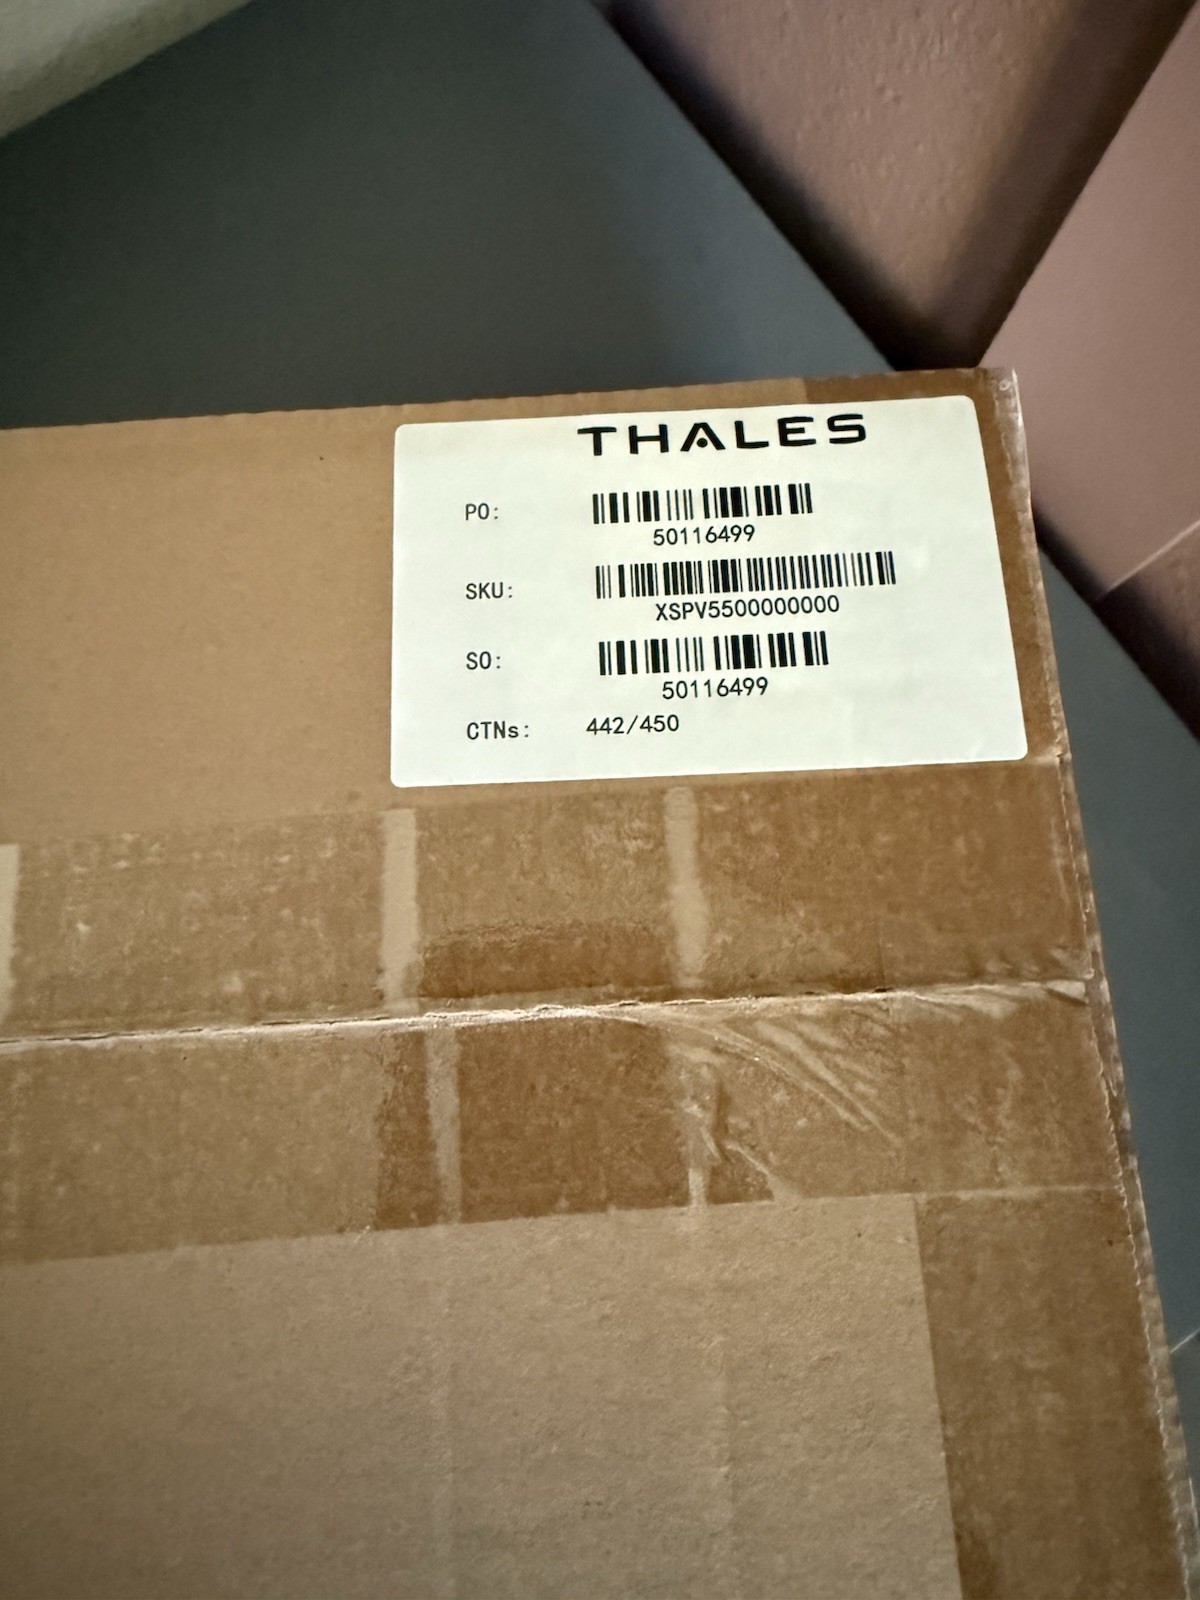 THALES
PO:
50116499
SKU:
XSPV5500000000
SO:
50116499
CTNs: 442/450